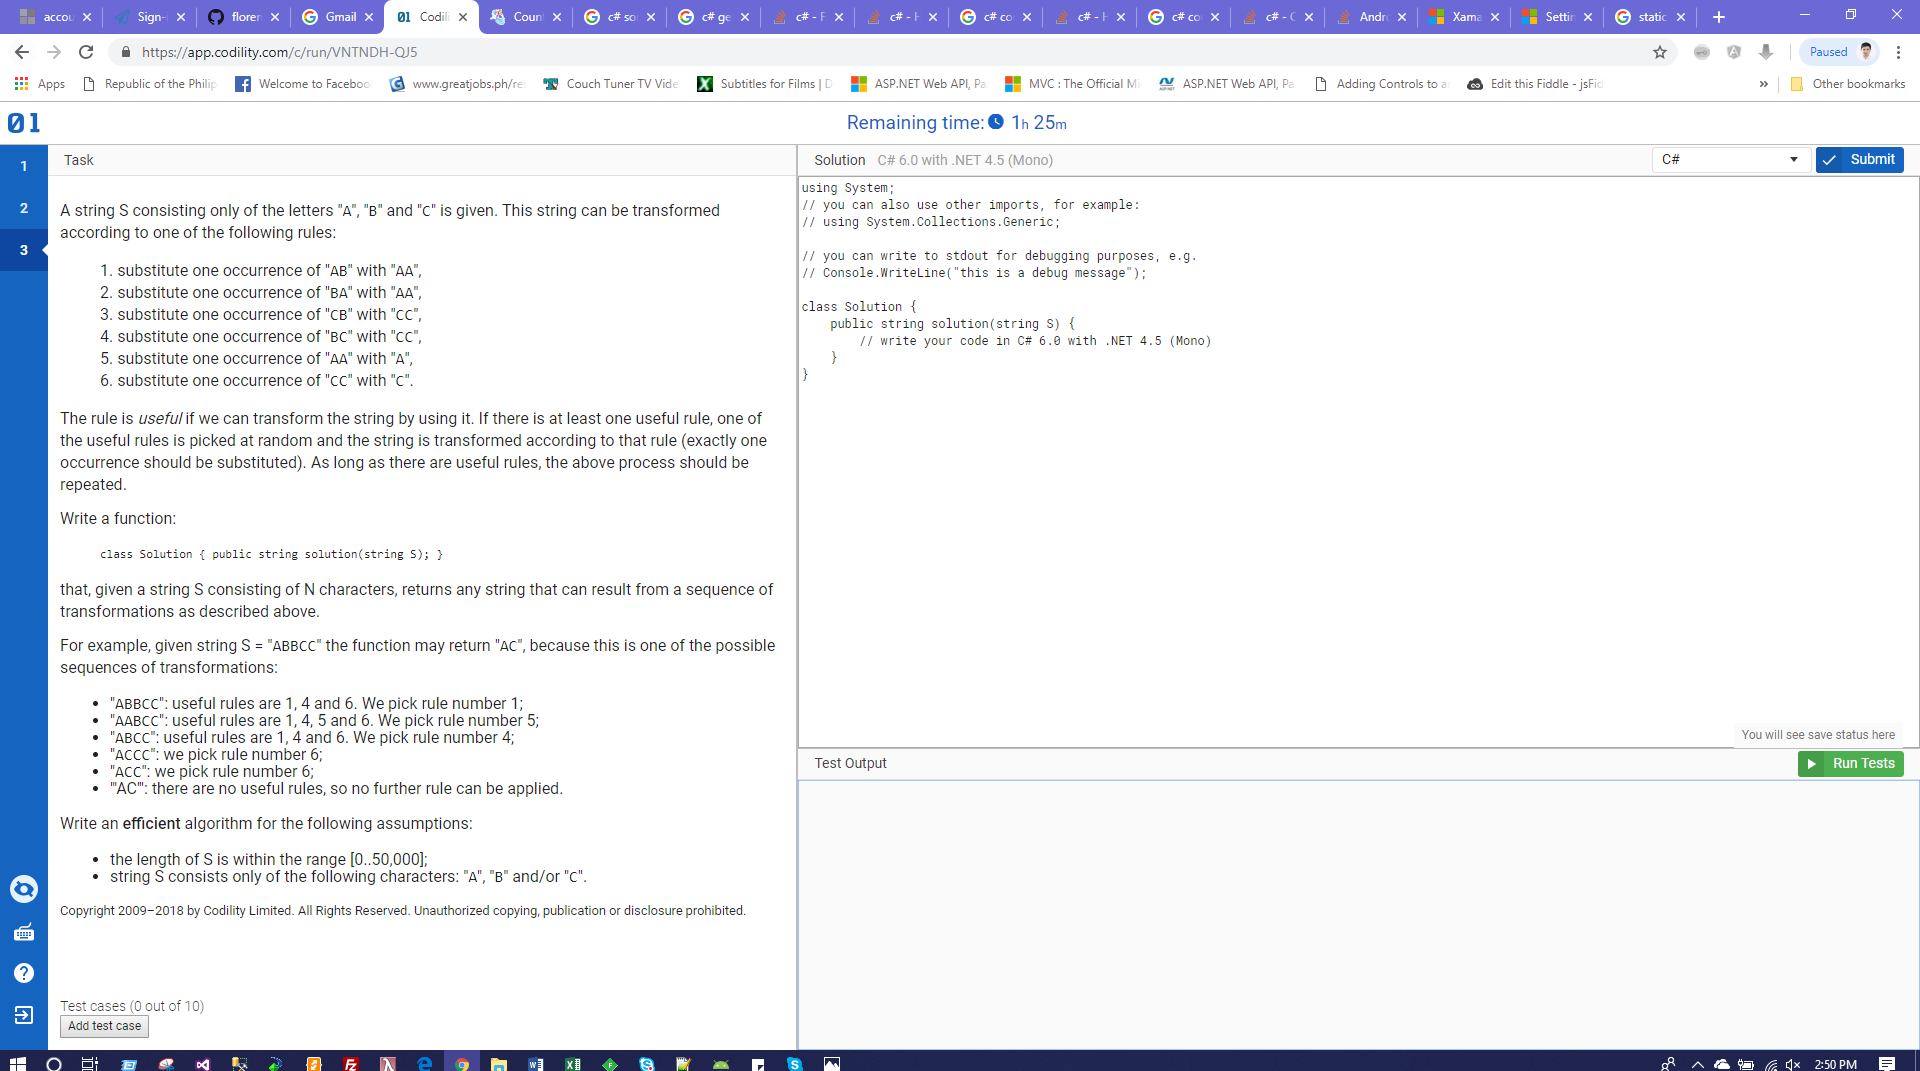 accou
Sign-
floren
Gmail
Codili
Count
c# so
c# ge
c# - F
c# - H
c# co
c# - H
c# co
c# - C
Andr
Xama
Settin
static
https://app.codility.com/c/run/VNTNDH-QJ5
Paused
Apps
Republic of the Philip
Welcome to Faceboo
www.greatjobs.ph/re
Couch Tuner TV Vide
Subtitles for Films | D
ASP.NET Web API, Pa
MVC : The Official Mi
ASP.NET Web API, Pa
Adding Controls to a
Edit this Fiddle - jsFid
»
Other bookmarks
01
Remaining time: 1h 25m
1
2
3
Task
A string S consisting only of the letters "A", "B" and "C" is given. This string can be transformed
according to one of the following rules:
1. substitute one occurrence of "AB" with "AA",
2. substitute one occurrence of "BA" with "AA",
3. substitute one occurrence of "CB" with "CC",
4. substitute one occurrence of "BC" with "CC",
5. substitute one occurrence of "AA" with "A",
6. substitute one occurrence of "CC" with "C".
The rule is useful if we can transform the string by using it. If there is at least one useful rule, one of
the useful rules is picked at random and the string is transformed according to that rule (exactly one
occurrence should be substituted). As long as there are useful rules, the above process should be
repeated.
Write a function:
class Solution { public string solution(string S); }
that, given a string S consisting of N characters, returns any string that can result from a sequence of
transformations as described above.
For example, given string S = "ABBCC" the function may return "AC", because this is one of the possible
sequences of transformations:
• "ABBCC": useful rules are 1, 4 and 6. We pick rule number 1;
• "AABCC": useful rules are 1, 4, 5 and 6. We pick rule number 5;
• "ABCC": useful rules are 1, 4 and 6. We pick rule number 4;
• "ACCC": we pick rule number 6;
• "ACC": we pick rule number 6;
• "AC": there are no useful rules, so no further rule can be applied.
Write an efficient algorithm for the following assumptions:
• the length of S is within the range [0..50,000];
• string S consists only of the following characters: "A", "B" and/or "C".
Copyright 2009–2018 by Codility Limited. All Rights Reserved. Unauthorized copying, publication or disclosure prohibited.
Test cases (0 out of 10)
Add test case
Solution C# 6.0 with .NET 4.5 (Mono)
C#
Submit
using System;
// you can also use other imports, for example:
// using System.Collections.Generic;
// you can write to stdout for debugging purposes, e.g.
// Console.WriteLine("this is a debug message");
class Solution {
public string solution(string S) {
// write your code in C# 6.0 with .NET 4.5 (Mono)
}
}
You will see save status here
Test Output
Run Tests
2:50 PM